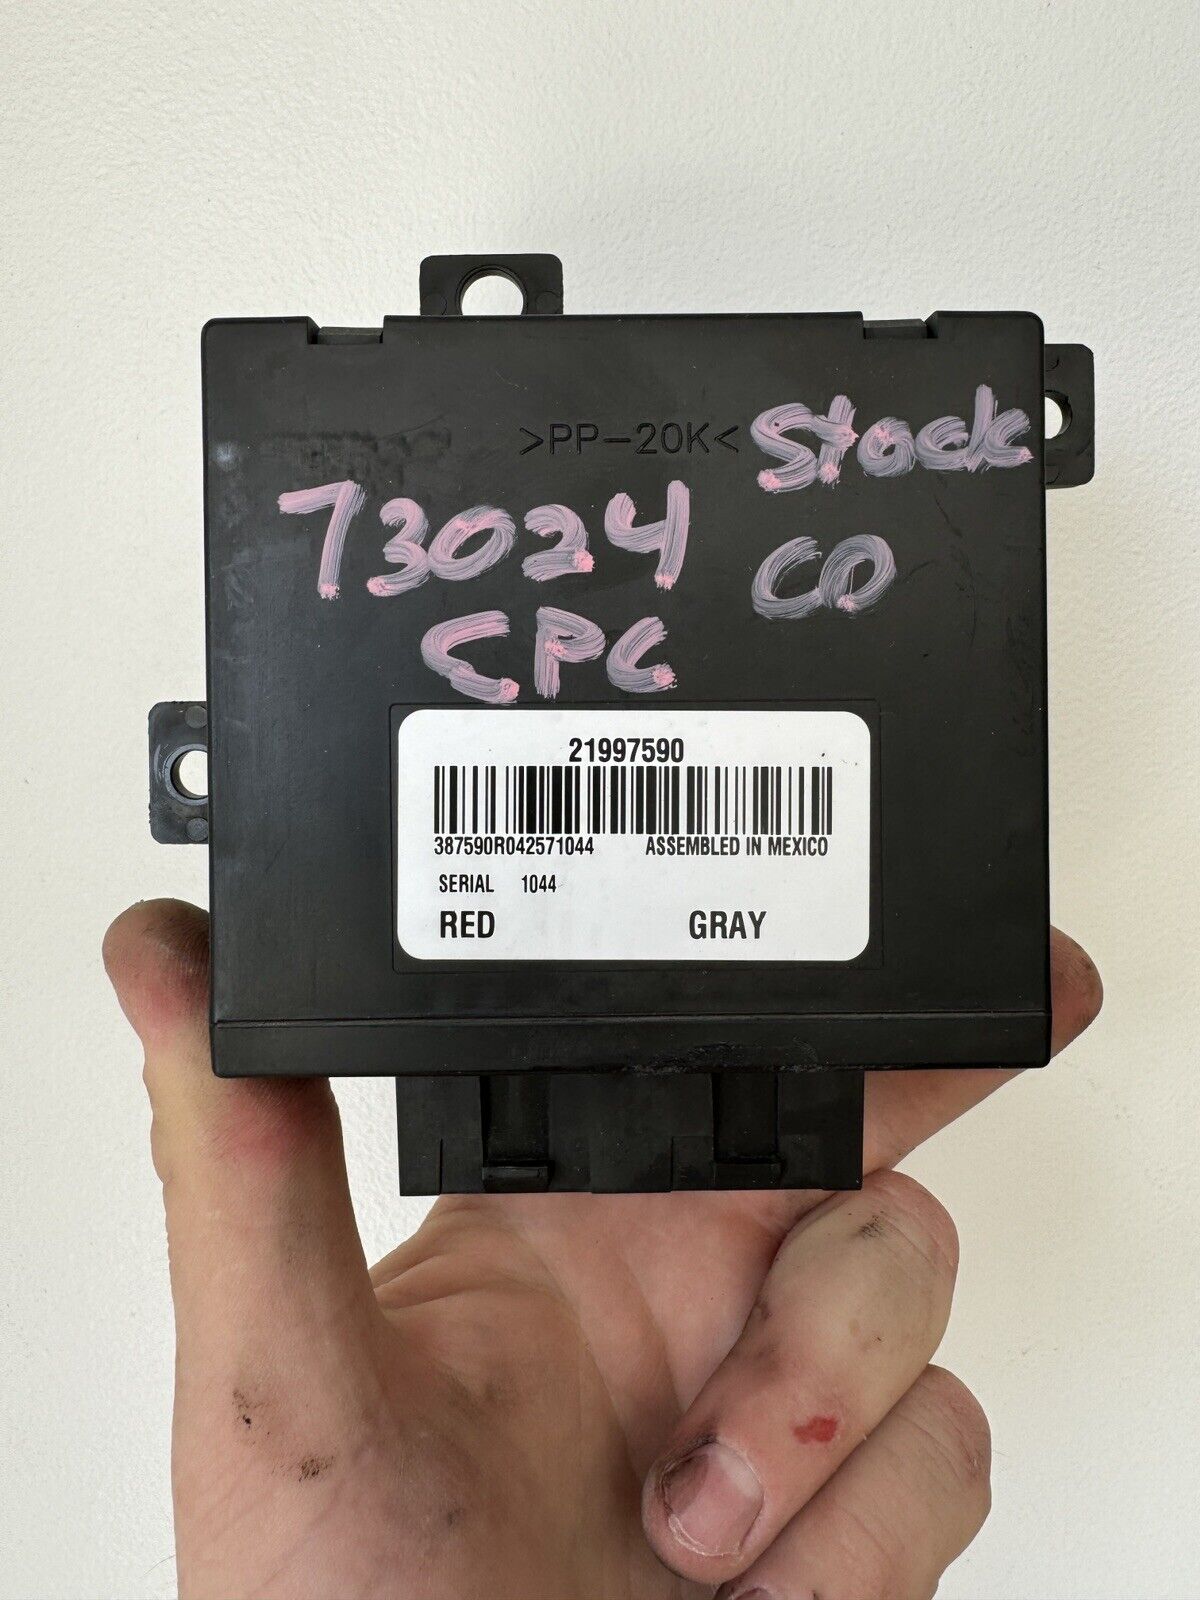 >PP-20K<
Stock
73024
CO
CPC
21997590
387590R042571044 ASSEMBLED IN MEXICO
SERIAL 1044
RED GRAY